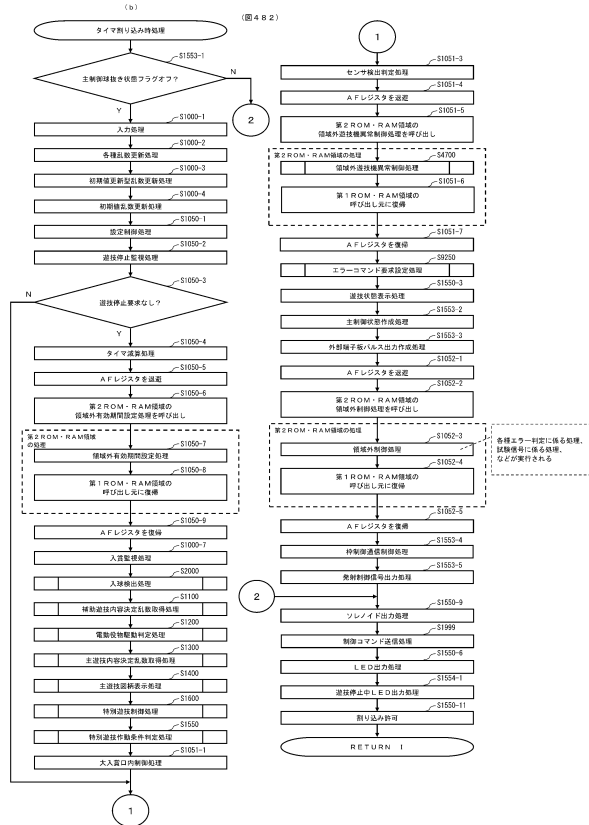 (b)
(図482)
タイマ割り込み時処理
S1553-1
主制御球抜き状態フラグオフ?
N
2
Y
S1000-1
入力処理
S1000-2
各種乱数更新処理
S1000-3
初期値更新型乱数更新処理
S1000-4
初期値乱数更新処理
S1050-1
設定制御処理
S1050-2
遊技停止監視処理
S1050-3
N
遊技停止要求なし?
Y
S1050-4
タイマ減算処理
S1050-5
AFレジスタを退避
S1050-6
第2ROM・RAM領域の
領域外有効期間設定処理を呼び出し
第2ROM・RAM領域
の処理
S1050-7
領域外有効期間設定処理
S1050-8
第1ROM・RAM領域の
呼び出し元に復帰
S1050-9
AFレジスタを復帰
S1000-7
入賞監視処理
S2000
入球検出処理
S1100
補助遊技内容決定乱数取得処理
S1200
電動役物駆動判定処理
S1300
主遊技内容決定乱数取得処理
S1400
主遊技図柄表示処理
S1600
特別遊技制御処理
S1550
特別遊技作動条件判定処理
S1051-1
大入賞口内制御処理
1
1
S1051-3
センサ検出判定処理
S1051-4
AFレジスタを退避
S1051-5
第2ROM・RAM領域の
領域外遊技機異常制御処理を呼び出し
第2ROM・RAM領域の処理
S4700
領域外遊技機異常制御処理
S1051-6
第1ROM・RAM領域の
呼び出し元に復帰
S1051-7
AFレジスタを復帰
S9250
エラーコマンド要求設定処理
S1550-3
遊技状態表示処理
S1553-2
主制御状態作成処理
S1553-3
外部端子板パルス出力作成処理
S1052-1
AFレジスタを退避
S1052-2
第2ROM・RAM領域の
領域外制御処理を呼び出し
第2ROM・RAM領域の処理
S1052-3
領域外制御処理
S1052-4
第1ROM・RAM領域の
呼び出し元に復帰
各種エラー判定に係る処理、
試験信号に係る処理、
などが実行される
S1052-5
AFレジスタを復帰
S1553-4
枠制御通信制御処理
S1553-5
発射制御信号出力処理
2
S1550-9
ソレノイド出力処理
S1999
制御コマンド送信処理
S1550-6
LED出力処理
S1554-1
遊技停止中LED出力処理
S1550-11
割り込み許可
RETURN I